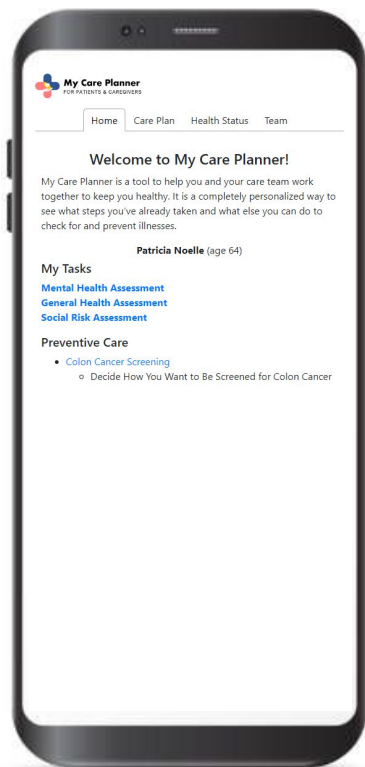 My Care Planner
FOR PATIENTS & CAREGIVERS
Home Care Plan Health Status Team
Welcome to My Care Planner!
My Care Planner is a tool to help you and your care team work
together to keep you healthy. It is a completely personalized way to
see what steps you've already taken and what else you can do to
check for and prevent illnesses.
Patricia Noelle (age 64)
My Tasks
Mental Health Assessment
General Health Assessment
Social Risk Assessment
Preventive Care
• Colon Cancer Screening
○ Decide How You Want to Be Screened for Colon Cancer